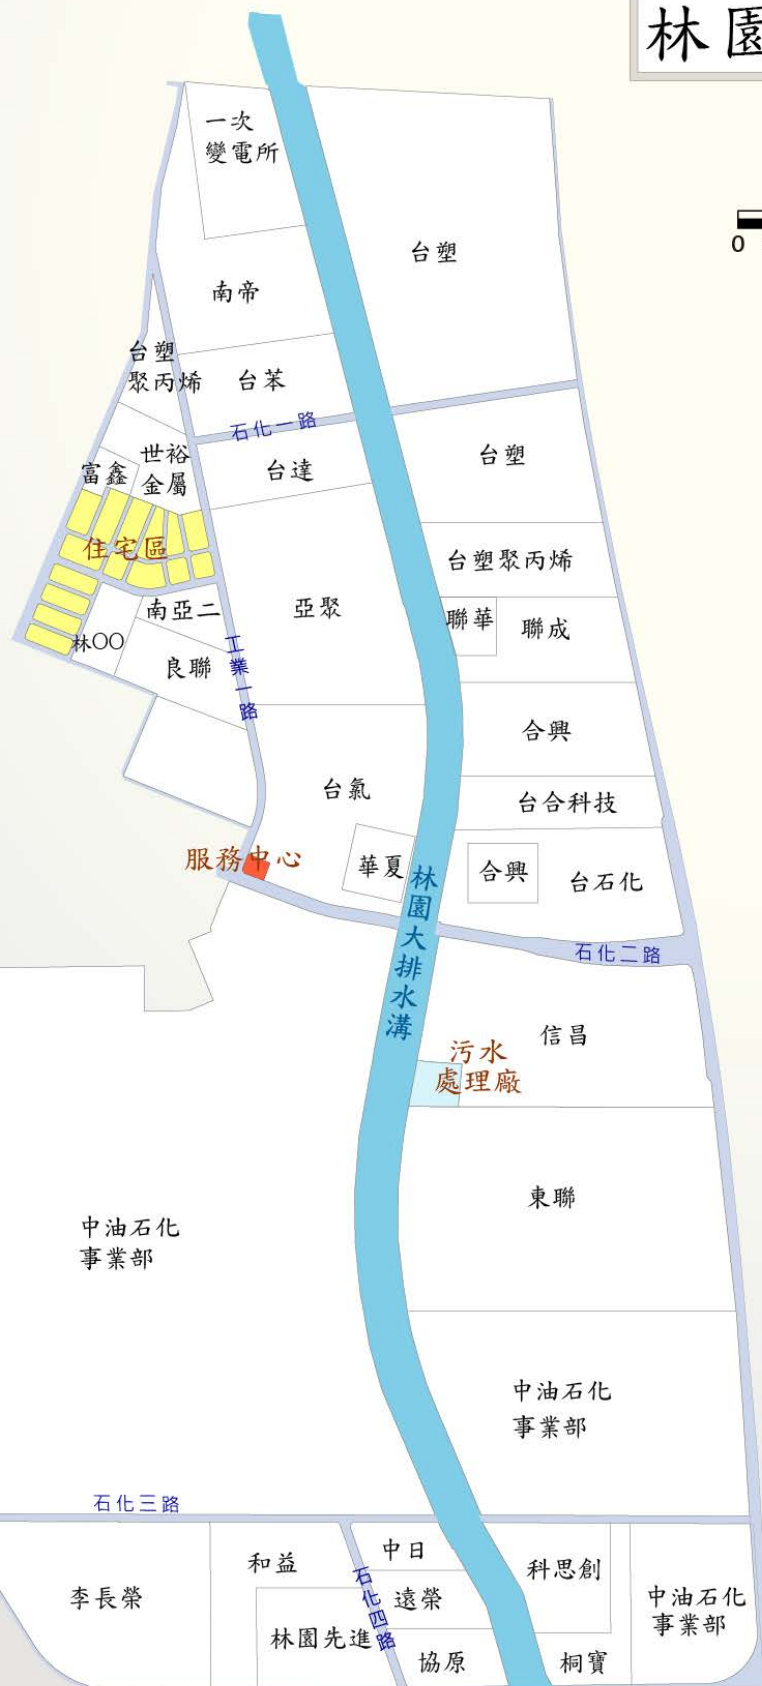 林園
一次
變電所
台塑
0
南帝
台塑
聚丙烯
台苯
石化一路
世裕
金屬
富鑫
台達
台塑
住宅區
台塑聚丙烯
南亞二
亞聚
聯華
聯成
林OO
良聯
工業一路
合興
台氯
台合科技
服務中心
華夏
合興
台石化
林園大排水溝
石化二路
信昌
污水
處理廠
東聯
中油石化
事業部
中油石化
事業部
石化三路
和益
中日
科思創
李長榮
石化四路
遠榮
中油石化
事業部
林園先進
協原
桐寶